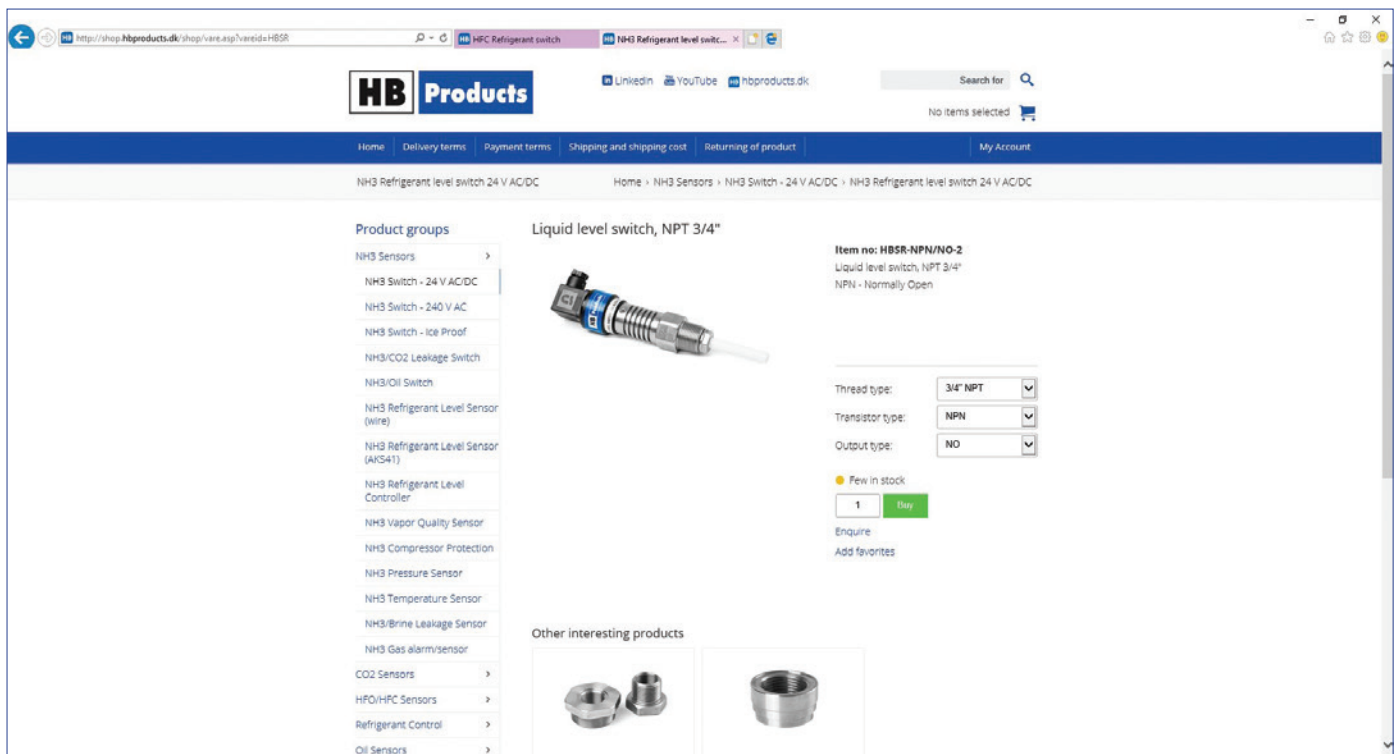 http://shop.hbproducts.dk/shop/vare.asp?vareid=HBSR
HFC Refrigerant switch
NH3 Refrigerant level switc...
HB Products
LinkedIn YouTube hbproducts.dk
Search for
No items selected
Home Delivery terms Payment terms Shipping and shipping cost Returning of product My Account
NH3 Refrigerant level switch 24 V AC/DC
Home › NH3 Sensors › NH3 Switch - 24 V AC/DC › NH3 Refrigerant level switch 24 V AC/DC
Product groups
NH3 Sensors
NH3 Switch - 24 V AC/DC
NH3 Switch - 240 V AC
NH3 Switch - Ice Proof
NH3/CO2 Leakage Switch
NH3/Oil Switch
NH3 Refrigerant Level Sensor
(wire)
NH3 Refrigerant Level Sensor
(AKS41)
NH3 Refrigerant Level
Controller
NH3 Vapor Quality Sensor
NH3 Compressor Protection
NH3 Pressure Sensor
NH3 Temperature Sensor
NH3/Brine Leakage Sensor
NH3 Gas alarm/sensor
CO2 Sensors
HFO/HFC Sensors
Refrigerant Control
Oil Sensors
Liquid level switch, NPT 3/4"
Item no: HBSR-NPN/NO-2
Liquid level switch, NPT 3/4"
NPN - Normally Open
Thread type: 3/4" NPT
Transistor type: NPN
Output type: NO
Few in stock
1 Buy
Enquire
Add favorites
Other interesting products